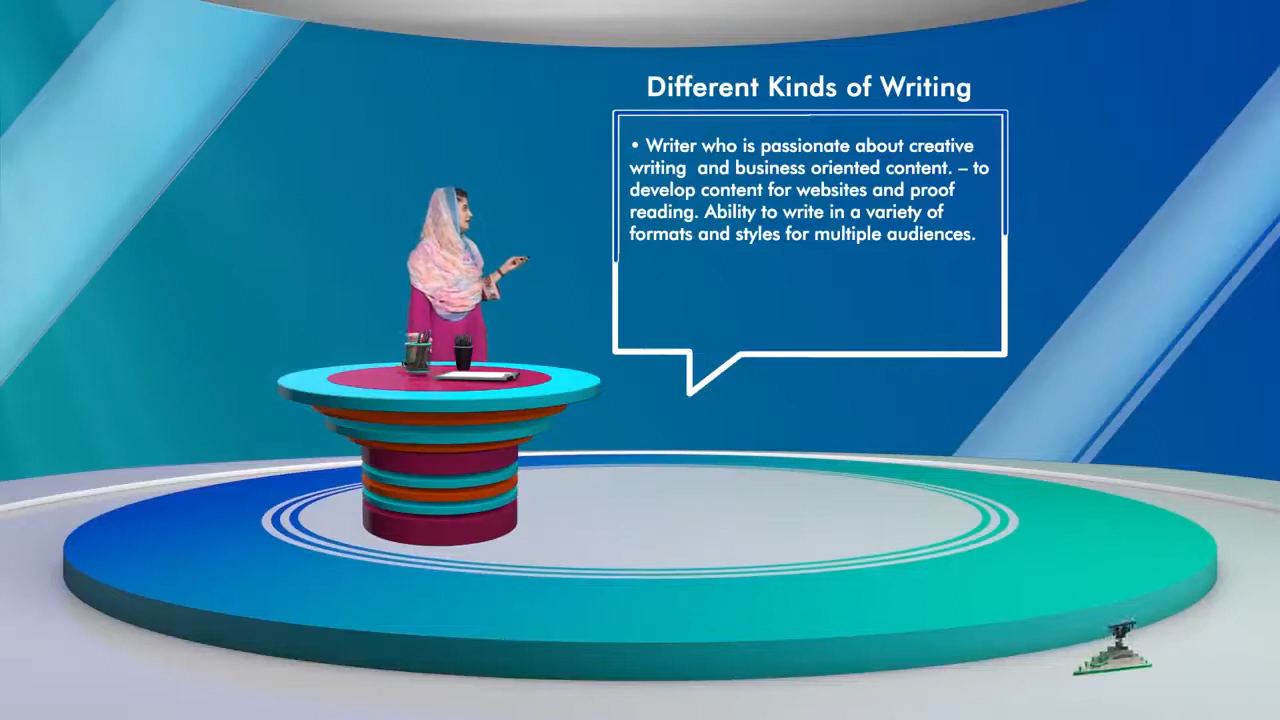 Different Kinds of Writing
• Writer who is passionate about creative
writing  and business oriented content. – to
develop content for websites and proof
reading. Ability to write in a variety of
formats and styles for multiple audiences.